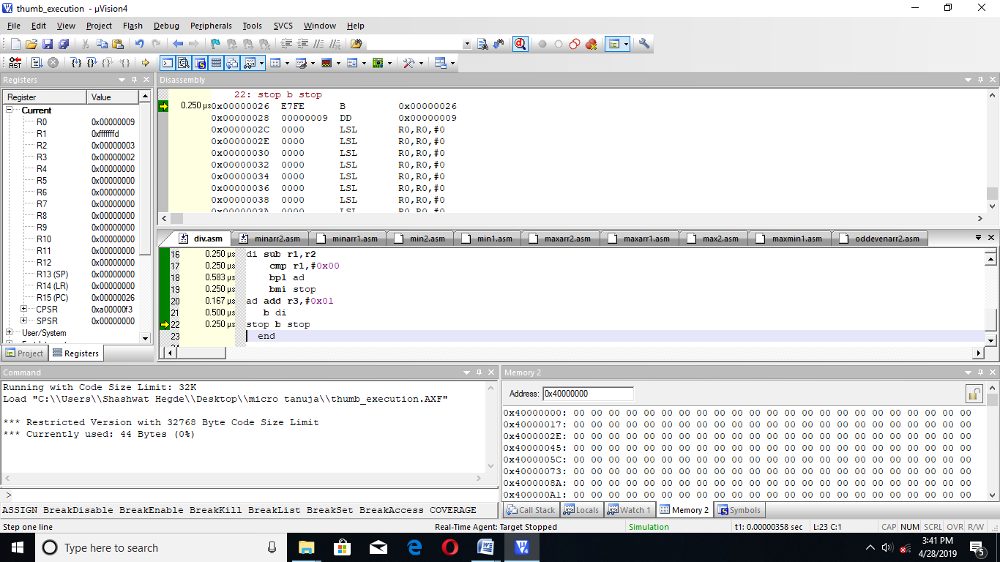 thumb_execution - µVision4
File Edit View Project Flash Debug Peripherals Tools SVCS Window Help
RST
Registers
Register Value
Current
R0 0x00000009
R1 0xfffffffd
R2 0x00000003
R3 0x00000002
R4 0x00000000
R5 0x00000000
R6 0x00000000
R7 0x00000000
R8 0x00000000
R9 0x00000000
R10 0x00000000
R11 0x00000000
R12 0x00000000
R13 (SP) 0x00000000
R14 (LR) 0x00000000
R15 (PC) 0x00000026
CPSR 0xa00000f3
SPSR 0x00000000
User/System
Project Registers
Disassembly
22: stop b stop
0.250 µs 0x00000026 E7FE B 0x00000026
0x00000028 00000009 DD 0x00000009
0x0000002C 0000 LSL R0,R0,#0
0x0000002E 0000 LSL R0,R0,#0
0x00000030 0000 LSL R0,R0,#0
0x00000032 0000 LSL R0,R0,#0
0x00000034 0000 LSL R0,R0,#0
0x00000036 0000 LSL R0,R0,#0
0x00000038 0000 LSL R0,R0,#0
0x0000003A 0000 LSL R0,R0,#0
div.asm minarr2.asm minarr1.asm min2.asm min1.asm maxarr2.asm maxarr1.asm max2.asm maxmin1.asm oddevenarr2.asm
16 0.250 µs di sub r1,r2
17 0.250 µs cmp r1,#0x00
18 0.583 µs bpl ad
19 0.250 µs bmi stop
20 0.167 µs ad add r3,#0x01
21 0.500 µs b di
22 0.250 µs stop b stop
23 end
Command
Running with Code Size Limit: 32K
Load "C:\\Users\\Shashwat Hegde\\Desktop\\micro tanuja\\thumb_execution.AXF"
*** Restricted Version with 32768 Byte Code Size Limit
*** Currently used: 44 Bytes (0%)
>
ASSIGN BreakDisable BreakEnable BreakKill BreakList BreakSet BreakAccess COVERAGE
Memory 2
Address: 0x40000000
0x40000000: 00 00 00 00 00 00 00 00 00 00 00 00 00 00 00 00 00 00 00 00 00 00 00
0x40000017: 00 00 00 00 00 00 00 00 00 00 00 00 00 00 00 00 00 00 00 00 00 00 00
0x4000002E: 00 00 00 00 00 00 00 00 00 00 00 00 00 00 00 00 00 00 00 00 00 00 00
0x40000045: 00 00 00 00 00 00 00 00 00 00 00 00 00 00 00 00 00 00 00 00 00 00 00
0x4000005C: 00 00 00 00 00 00 00 00 00 00 00 00 00 00 00 00 00 00 00 00 00 00 00
0x40000073: 00 00 00 00 00 00 00 00 00 00 00 00 00 00 00 00 00 00 00 00 00 00 00
0x4000008A: 00 00 00 00 00 00 00 00 00 00 00 00 00 00 00 00 00 00 00 00 00 00 00
0x400000A1: 00 00 00 00 00 00 00 00 00 00 00 00 00 00 00 00 00 00 00 00 00 00 00
Call Stack Locals Watch 1 Memory 2 Symbols
Step one line Real-Time Agent: Target Stopped Simulation t1: 0.00000358 sec L:23 C:1 CAP NUM SCRL OVR R/W
Type here to search
3:41 PM
4/28/2019
5